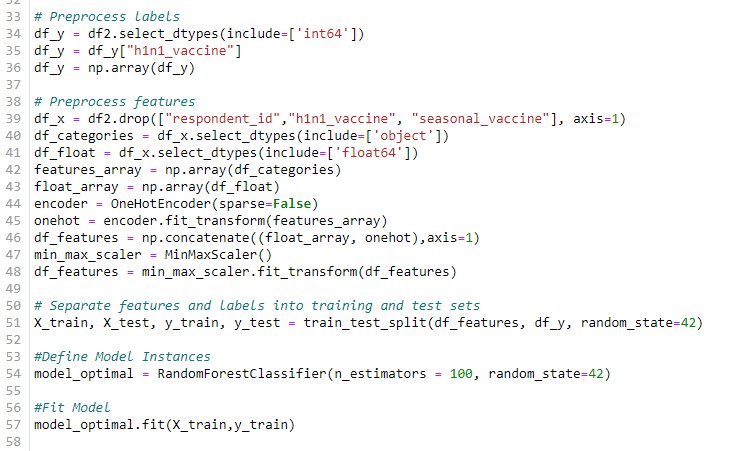 33 # Preprocess labels
34 df_y = df2.select_dtypes(include=['int64'])
35 df_y = df_y["h1n1_vaccine"]
36 df_y = np.array(df_y)
37
38 # Preprocess features
39 df_x = df2.drop(["respondent_id","h1n1_vaccine", "seasonal_vaccine"], axis=1)
40 df_categories = df_x.select_dtypes(include=['object'])
41 df_float = df_x.select_dtypes(include=['float64'])
42 features_array = np.array(df_categories)
43 float_array = np.array(df_float)
44 encoder = OneHotEncoder(sparse=False)
45 onehot = encoder.fit_transform(features_array)
46 df_features = np.concatenate((float_array, onehot),axis=1)
47 min_max_scaler = MinMaxScaler()
48 df_features = min_max_scaler.fit_transform(df_features)
49
50 # Separate features and labels into training and test sets
51 X_train, X_test, y_train, y_test = train_test_split(df_features, df_y, random_state=42)
52
53 #Define Model Instances
54 model_optimal = RandomForestClassifier(n_estimators = 100, random_state=42)
55
56 #Fit Model
57 model_optimal.fit(X_train,y_train)
58